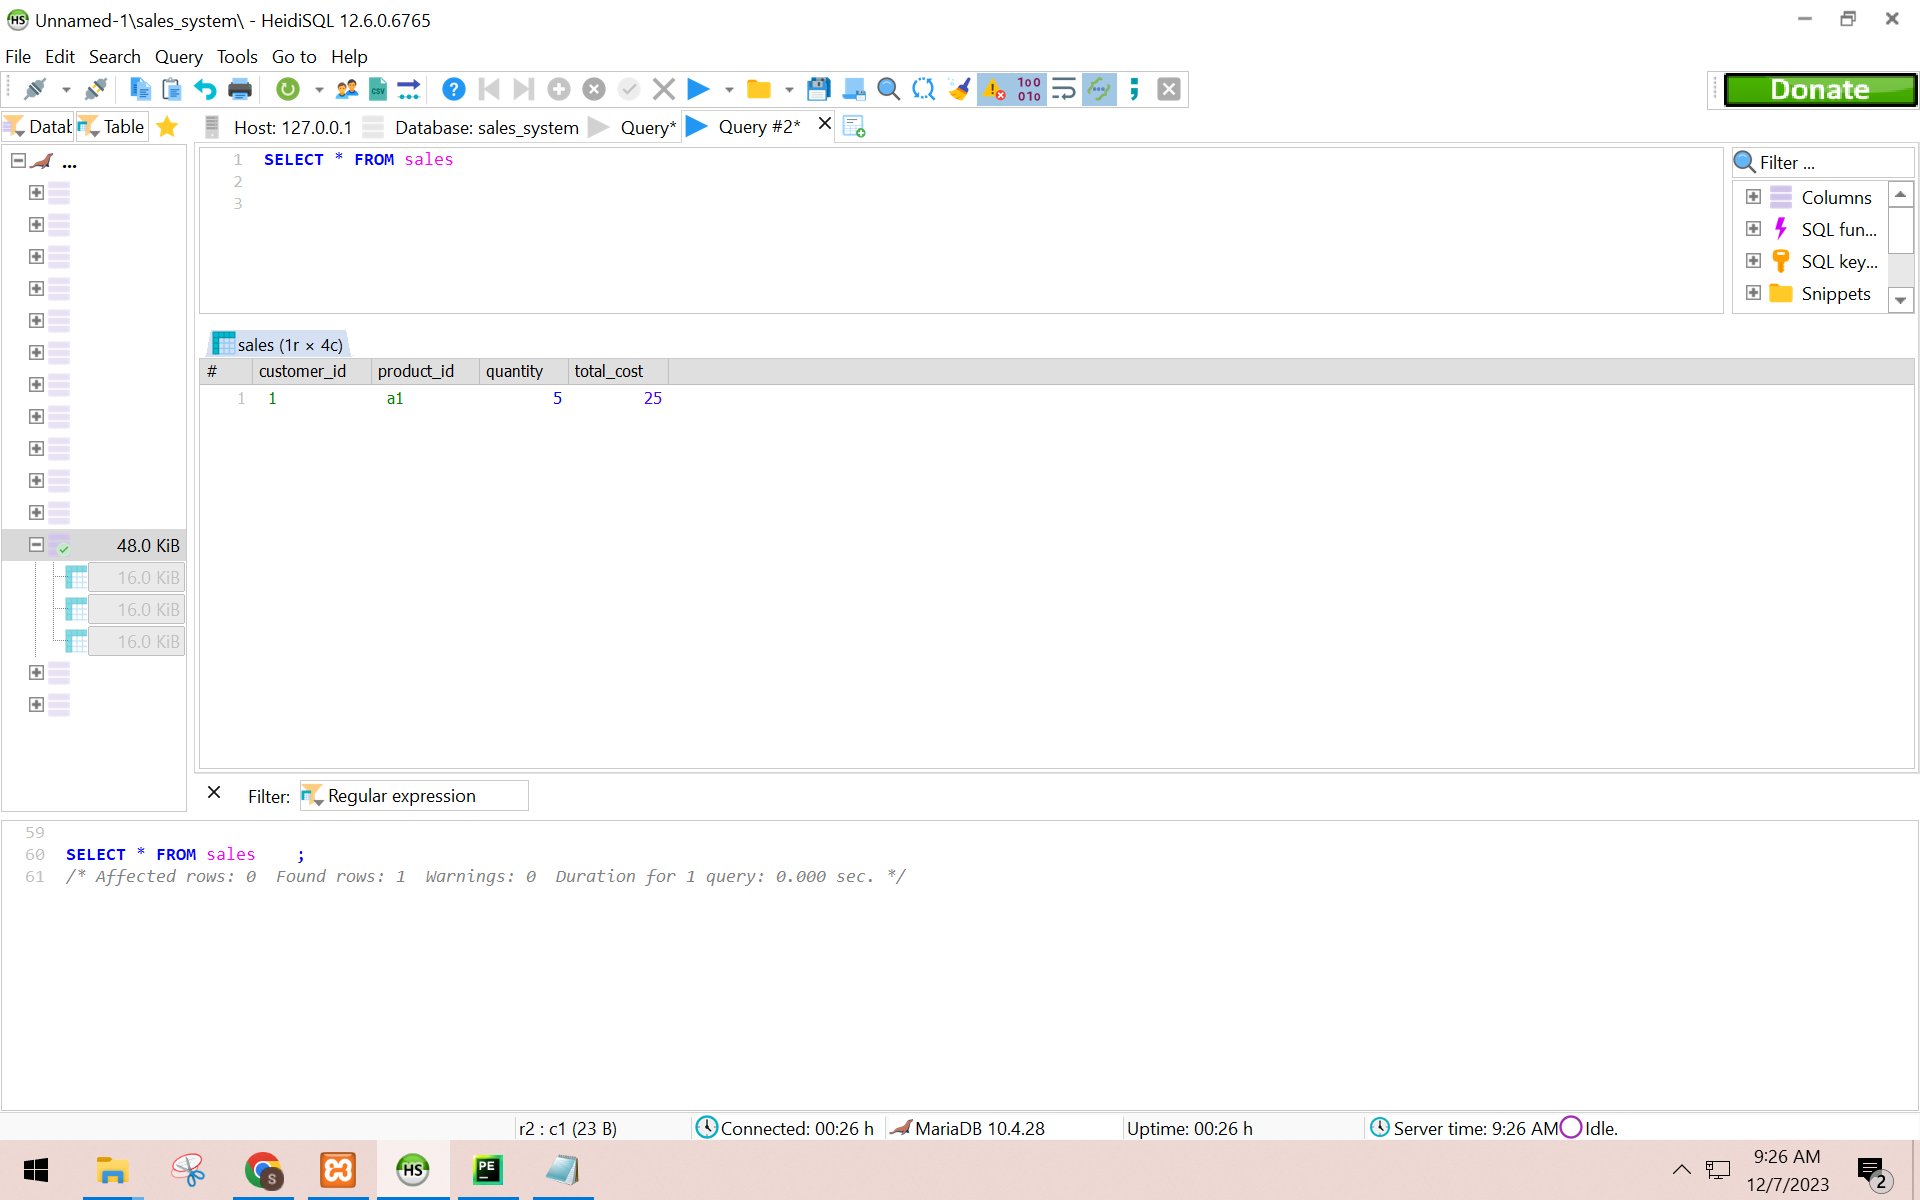 Unnamed-1\sales_system\ - HeidiSQL 12.6.0.6765
File Edit Search Query Tools Go to Help
Donate
Datab Table Host: 127.0.0.1 Database: sales_system Query* Query #2*
...
1 SELECT * FROM sales
2
3
Filter ...
Columns
SQL fun...
SQL key...
Snippets
sales (1r × 4c)
# customer_id product_id quantity total_cost
1 1 a1 5 25
48.0 KiB
16.0 KiB
16.0 KiB
16.0 KiB
Filter: Regular expression
59
60 SELECT * FROM sales ;
61 /* Affected rows: 0 Found rows: 1 Warnings: 0 Duration for 1 query: 0.000 sec. */
r2 : c1 (23 B) Connected: 00:26 h MariaDB 10.4.28 Uptime: 00:26 h Server time: 9:26 AM Idle.
9:26 AM
12/7/2023
2